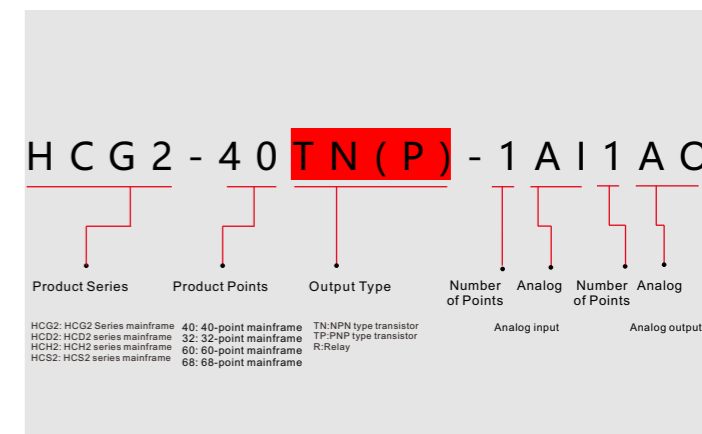 HCG2-40TN(P)-1AI1AO
Product Series
Product Points
Output Type
Number of Points
Analog
Number of Points
Analog
HCG2: HCG2 Series mainframe
HCD2: HCD2 series mainframe
HCH2: HCH2 series mainframe
HCS2: HCS2 series mainframe
40: 40-point mainframe
32: 32-point mainframe
60: 60-point mainframe
68: 68-point mainframe
TN:NPN type transistor
TP:PNP type transistor
R:Relay
Analog input
Analog output